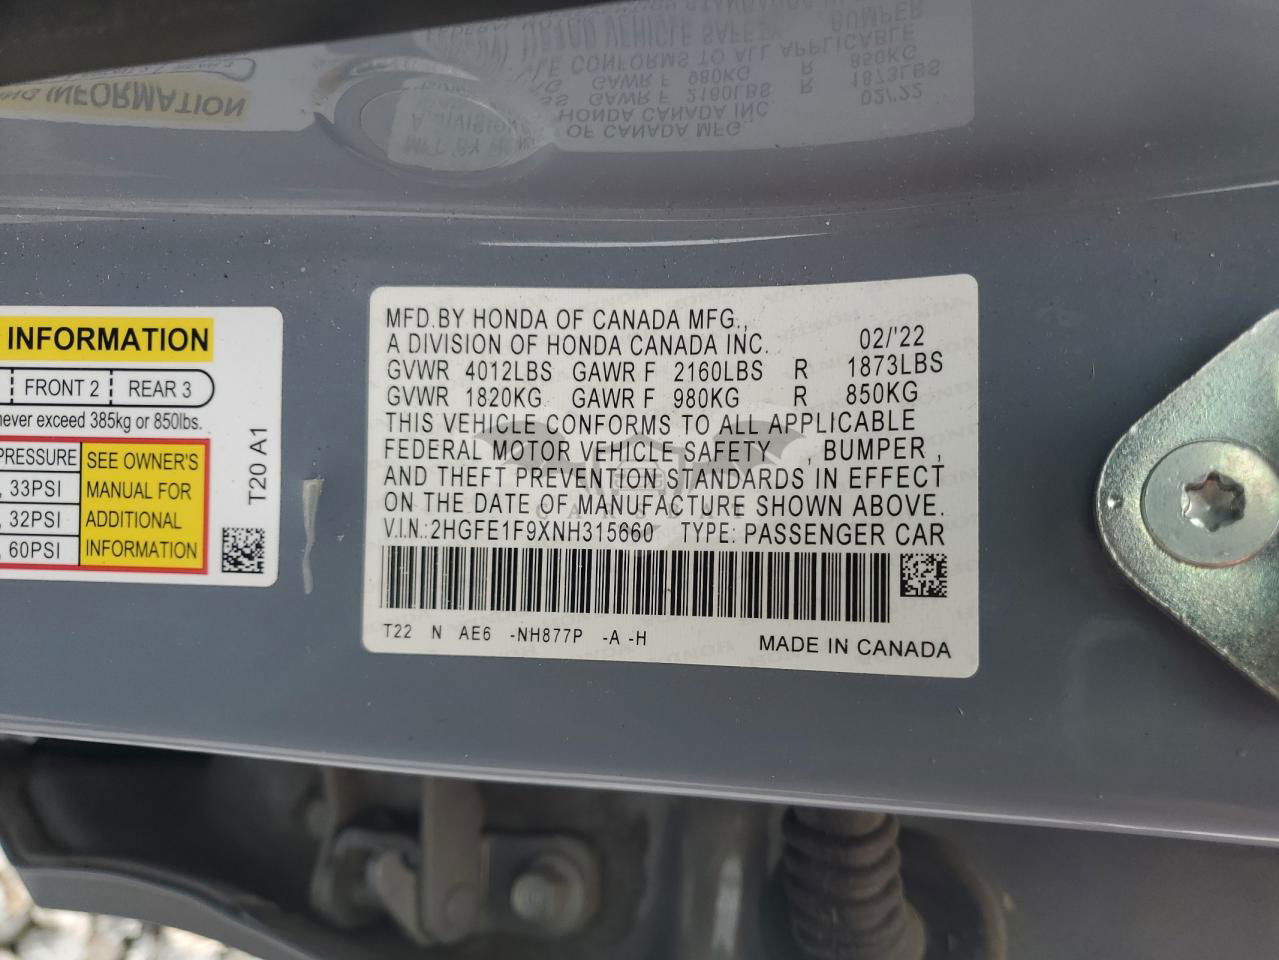 INFORMATION
FRONT 2 REAR 3
never exceed 385kg or 850lbs.
PRESSURE SEE OWNER'S
, 33PSI MANUAL FOR
, 32PSI ADDITIONAL
, 60PSI INFORMATION
T20 A1
MFD.BY HONDA OF CANADA MFG.,
A DIVISION OF HONDA CANADA INC. 02/'22
GVWR 4012LBS GAWR F 2160LBS R 1873LBS
GVWR 1820KG GAWR F 980KG R 850KG
THIS VEHICLE CONFORMS TO ALL APPLICABLE
FEDERAL MOTOR VEHICLE SAFETY , BUMPER ,
AND THEFT PREVENTION STANDARDS IN EFFECT
ON THE DATE OF MANUFACTURE SHOWN ABOVE.
V.I.N.:2HGFE1F9XNH315660 TYPE: PASSENGER CAR
T22 N AE6 -NH877P -A -H MADE IN CANADA